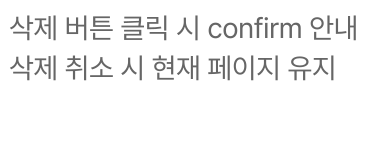 삭제 버튼 클릭 시 confirm 안내
삭제 취소 시 현재 페이지 유지